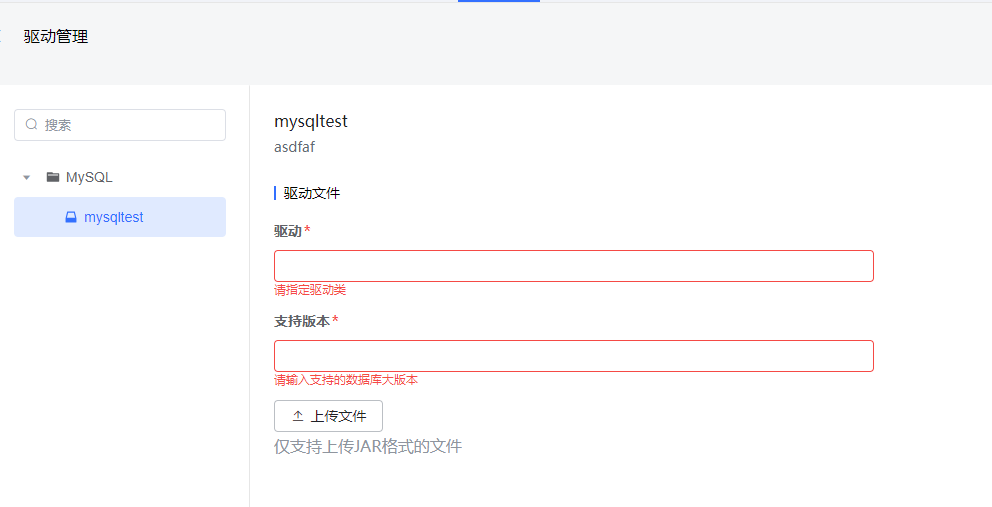 驱动管理
搜索
MySQL
mysqltest
mysqltest
asdfaf
驱动文件
驱动*
请指定驱动类
支持版本*
请输入支持的数据库大版本
上传文件
仅支持上传JAR格式的文件